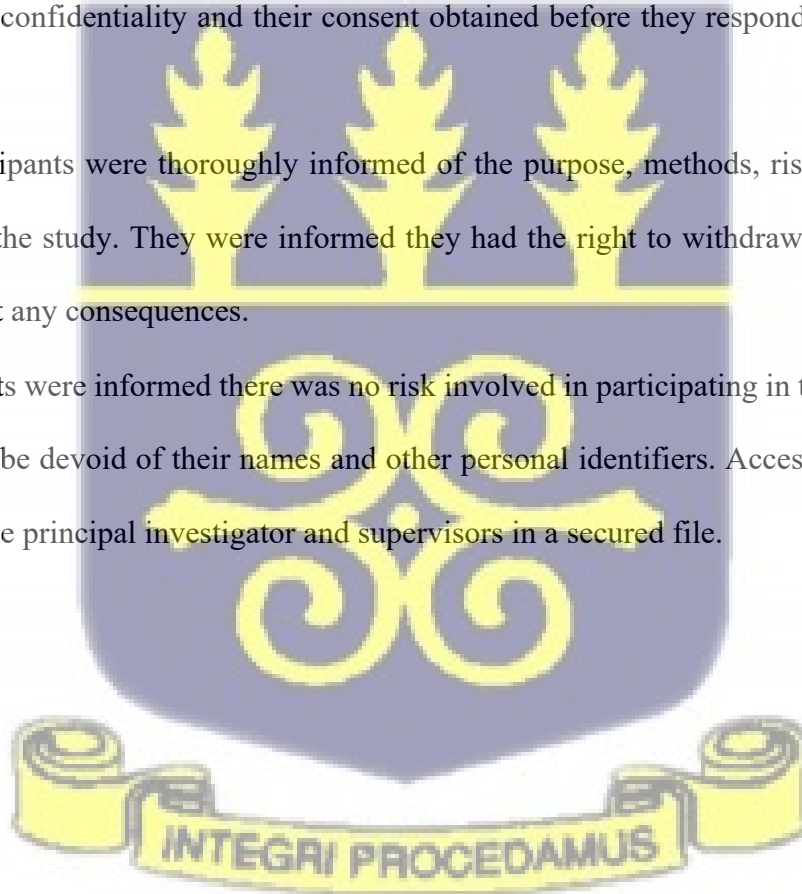 confidentiality and their consent obtained before they respond
ipants were thoroughly informed of the purpose, methods, ris
the study. They were informed they had the right to withdraw
t any consequences.
ts were informed there was no risk involved in participating in t
be devoid of their names and other personal identifiers. Acces
e principal investigator and supervisors in a secured file.
INTEGRI PROCEDAMUS